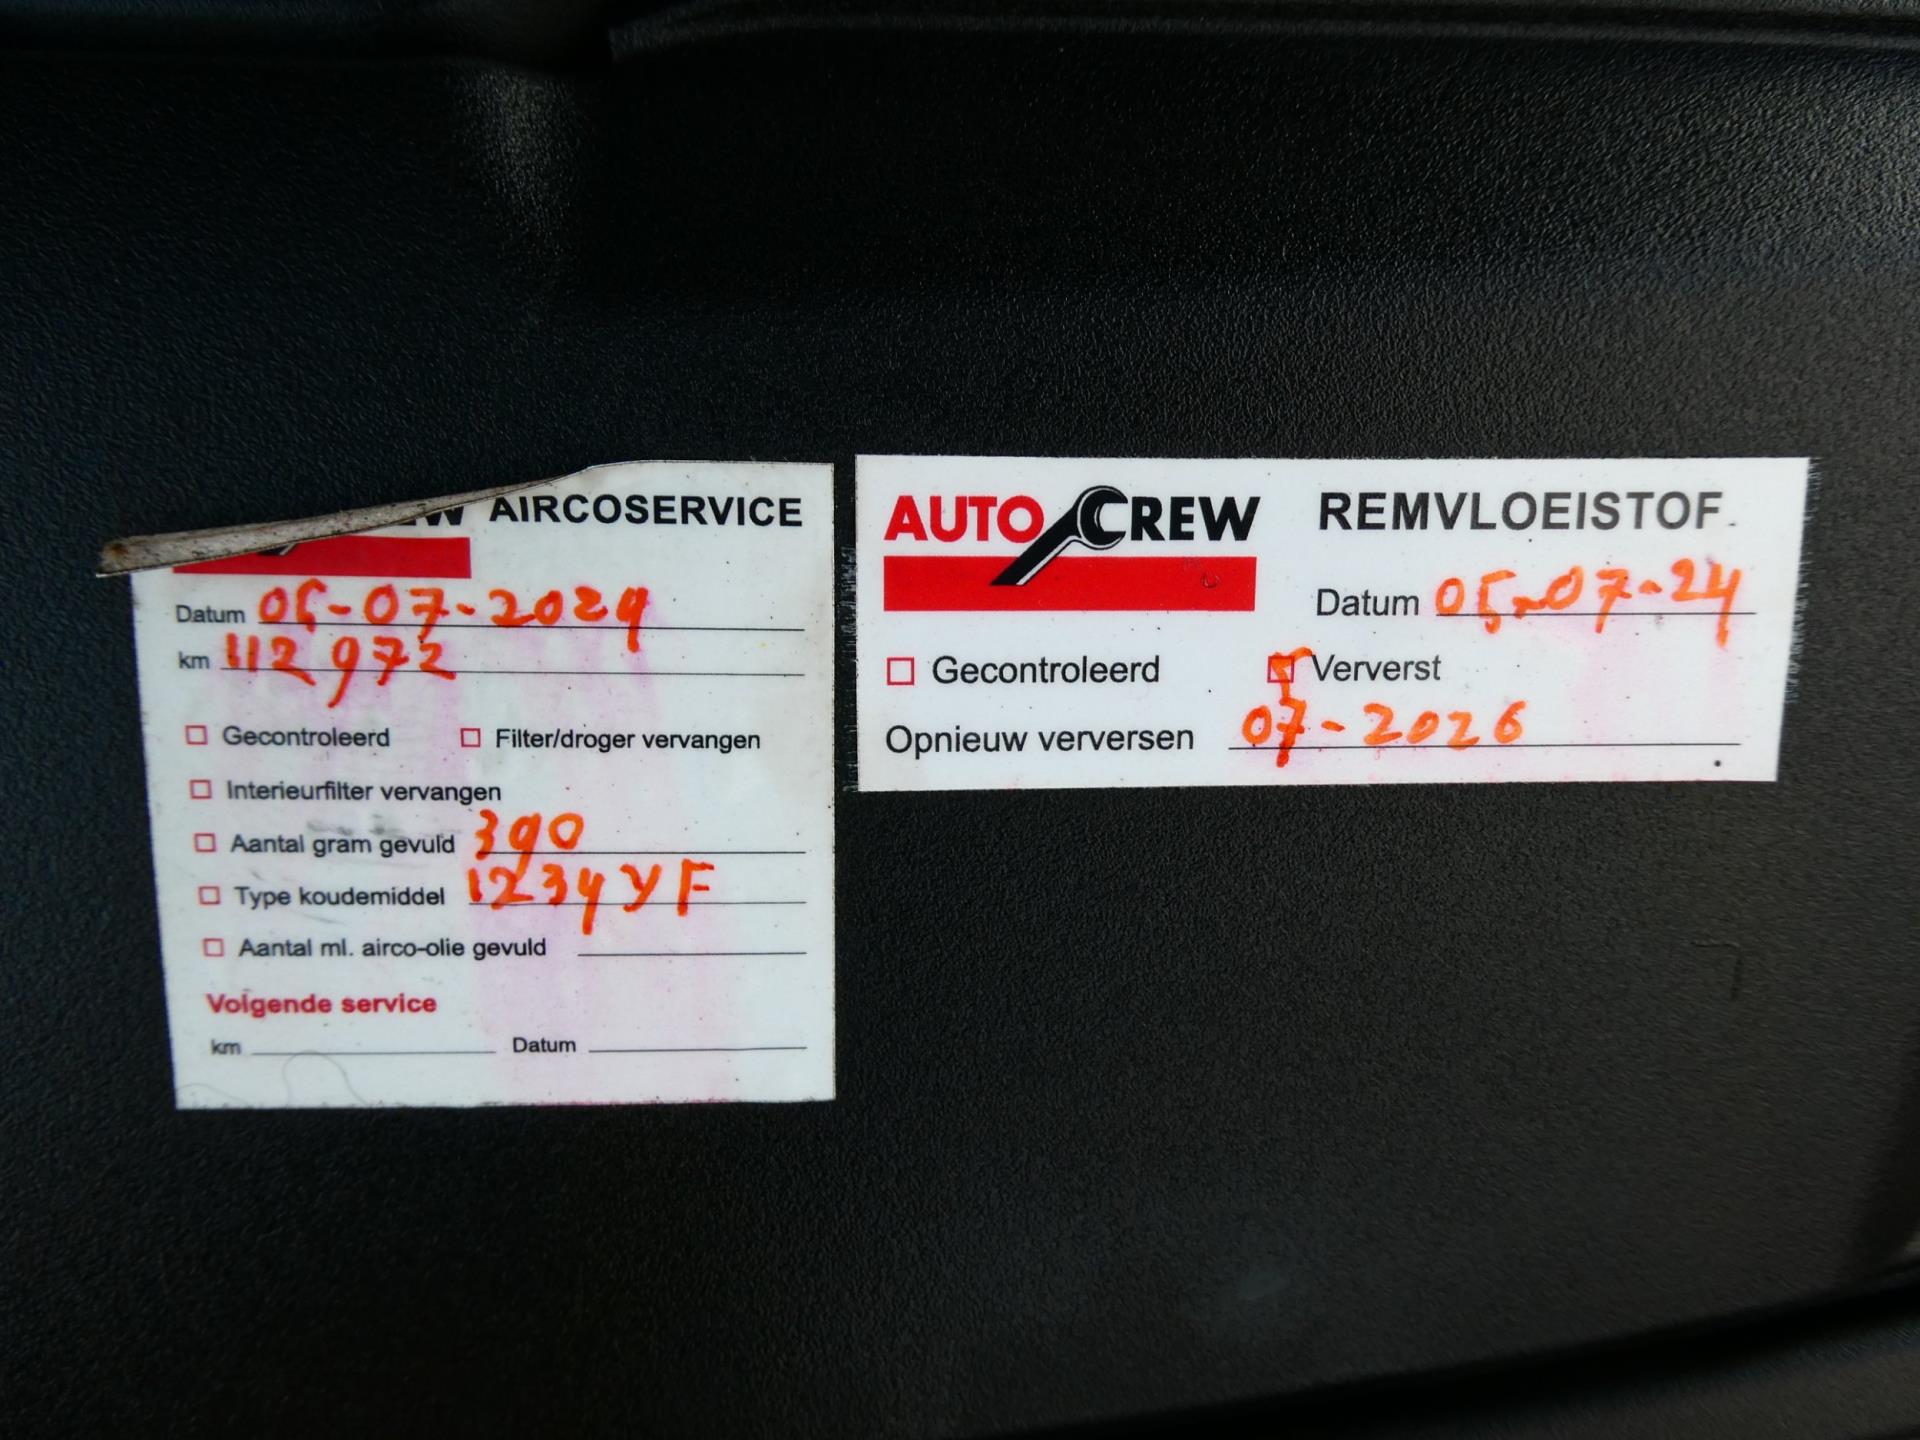 EW AIRCOSERVICE
Datum 05-07-2024
km 112972
☐ Gecontroleerd ☐ Filter/droger vervangen
☐ Interieurfilter vervangen
☐ Aantal gram gevuld 390
☐ Type koudemiddel 1234YF
☐ Aantal ml. airco-olie gevuld
Volgende service
km Datum
AUTO CREW REMVLOEISTOF
Datum 05-07-24
☐ Gecontroleerd ☑ Ververst
Opnieuw verversen 07-2026